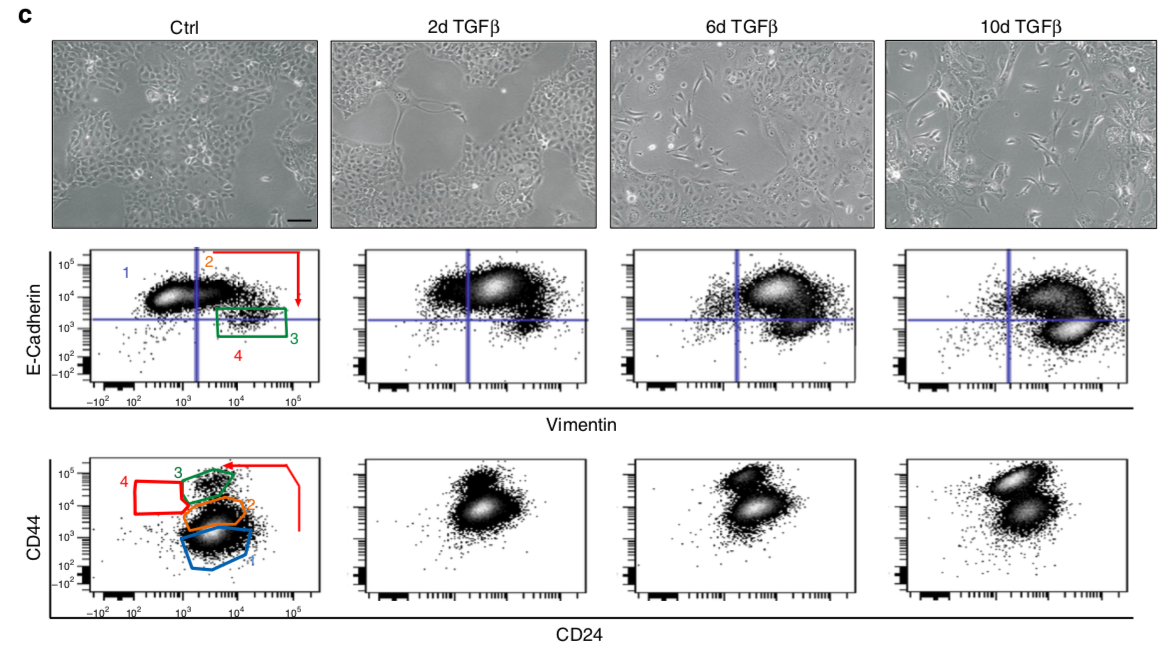 c
Ctrl
2d TGFβ
6d TGFβ
10d TGFβ
E-Cadherin
10⁵
10⁴
10³
10²
−10²
1
2
3
4
−10² 10² 10³ 10⁴ 10⁵
Vimentin
CD44
10⁵
10⁴
10³
10²
−10²
4
3
2
1
−10² 10² 10³ 10⁴ 10⁵
CD24